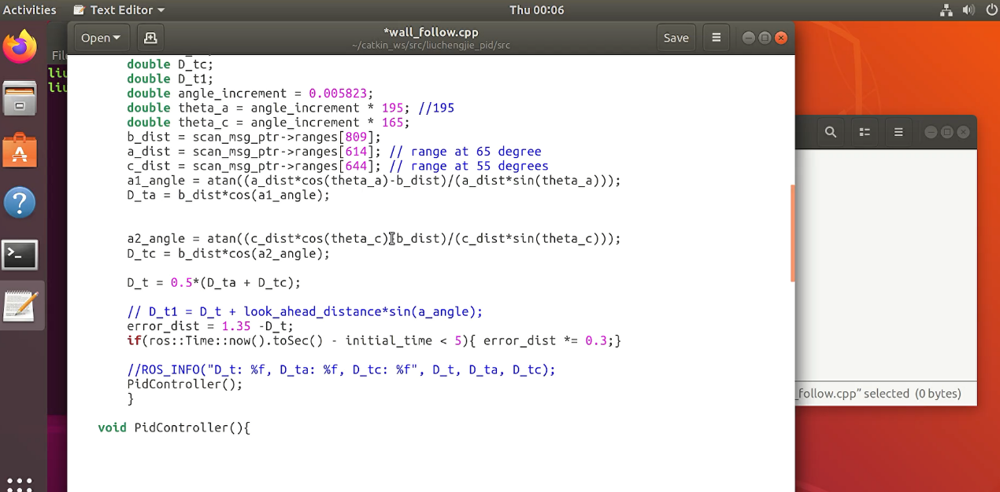 Activities
Text Editor
Thu 00:06
Open
*wall_follow.cpp
~/catkin_ws/src/liuchengjie_pid/src
Save
double D_tc;
double D_t1;
double angle_increment = 0.005823;
double theta_a = angle_increment * 195; //195
double theta_c = angle_increment * 165;
b_dist = scan_msg_ptr->ranges[809];
a_dist = scan_msg_ptr->ranges[614]; // range at 65 degree
c_dist = scan_msg_ptr->ranges[644]; // range at 55 degrees
a1_angle = atan((a_dist*cos(theta_a)-b_dist)/(a_dist*sin(theta_a)));
D_ta = b_dist*cos(a1_angle);
a2_angle = atan((c_dist*cos(theta_c)-b_dist)/(c_dist*sin(theta_c)));
D_tc = b_dist*cos(a2_angle);
D_t = 0.5*(D_ta + D_tc);
// D_t1 = D_t + look_ahead_distance*sin(a_angle);
error_dist = 1.35 -D_t;
if(ros::Time::now().toSec() - initial_time < 5){ error_dist *= 0.3;}
//ROS_INFO("D_t: %f, D_ta: %f, D_tc: %f", D_t, D_ta, D_tc);
PidController();
}
void PidController(){
_follow.cpp” selected (0 bytes)